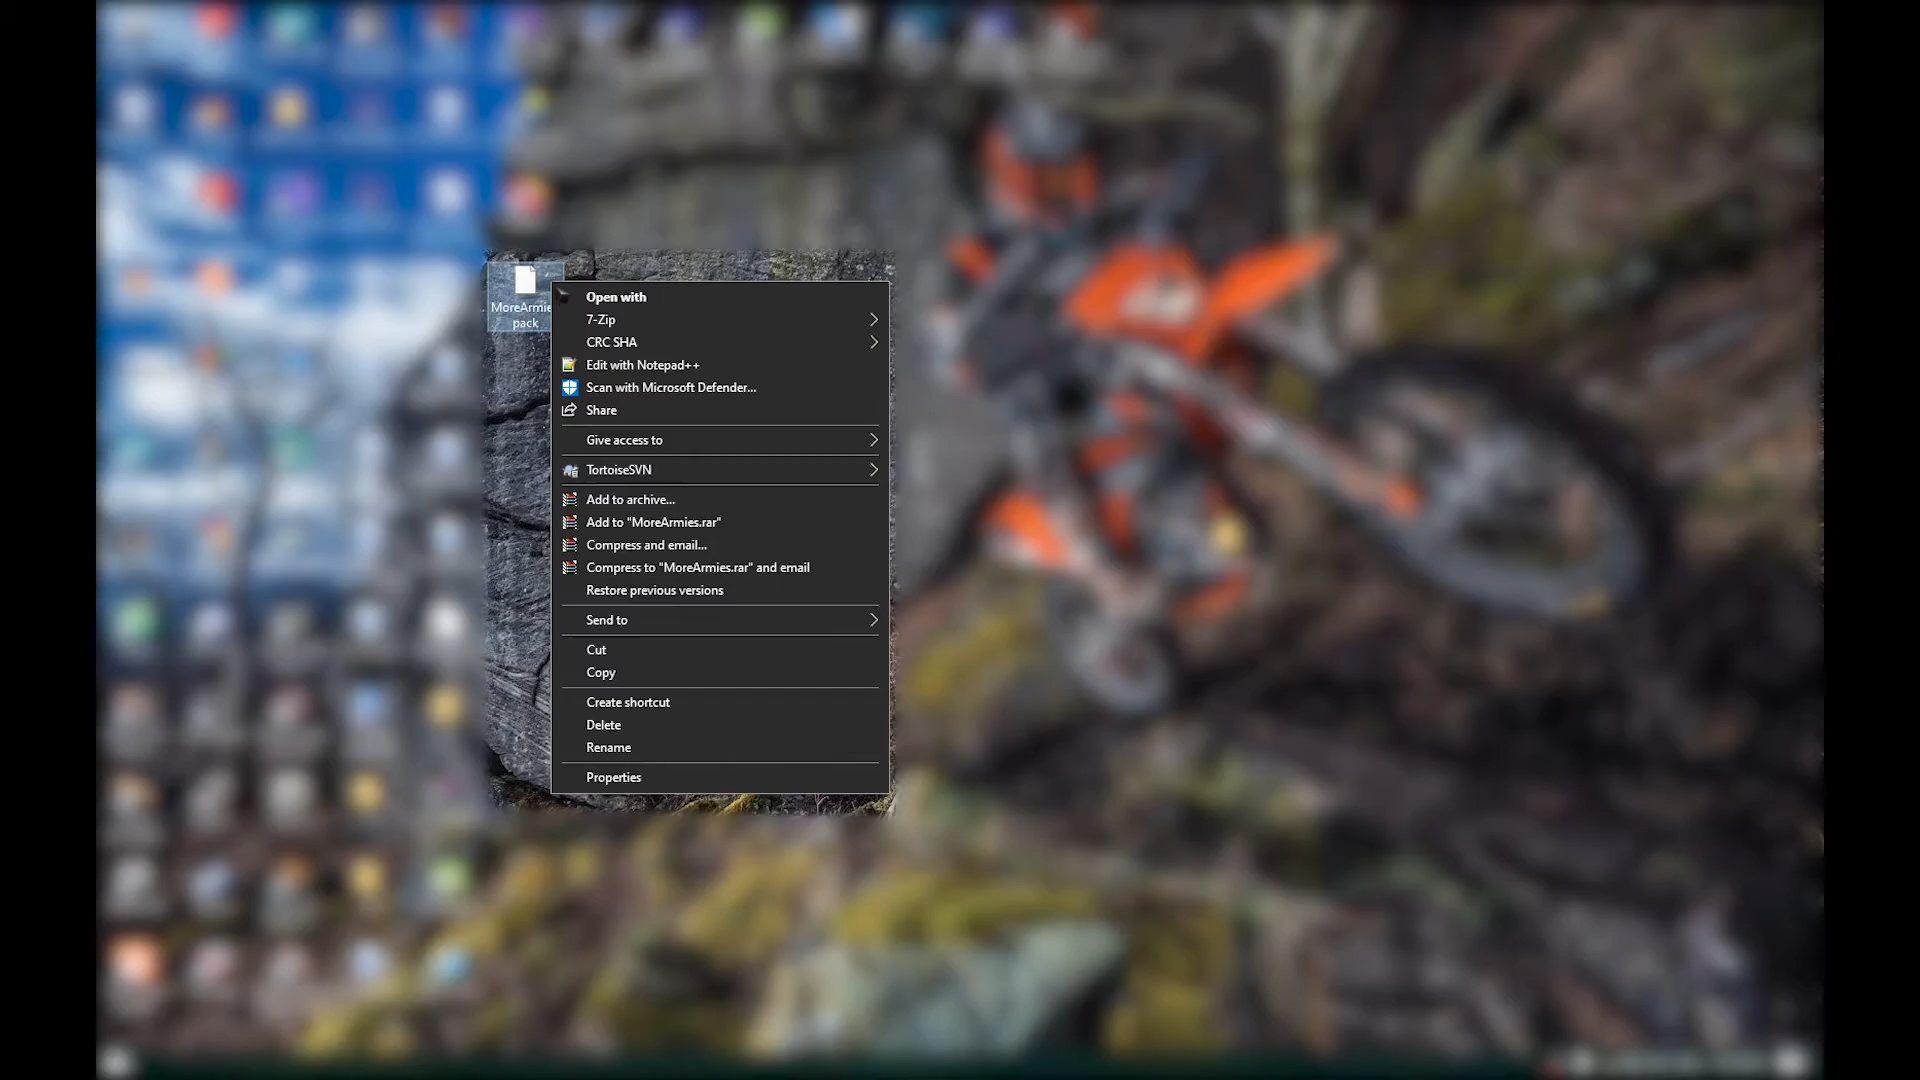 MoreArmie
pack
Open with
7-Zip
CRC SHA
Edit with Notepad++
Scan with Microsoft Defender...
Share
Give access to
TortoiseSVN
Add to archive...
Add to "MoreArmies.rar"
Compress and email...
Compress to "MoreArmies.rar" and email
Restore previous versions
Send to
Cut
Copy
Create shortcut
Delete
Rename
Properties